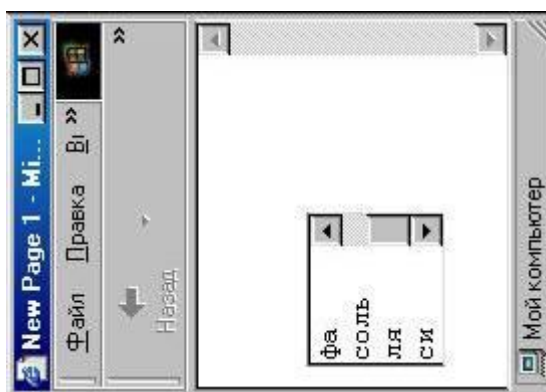 New Page 1 - Mi...
Файл Правка Ві
Назад
фа
соль
ля
си
Мой компьютер